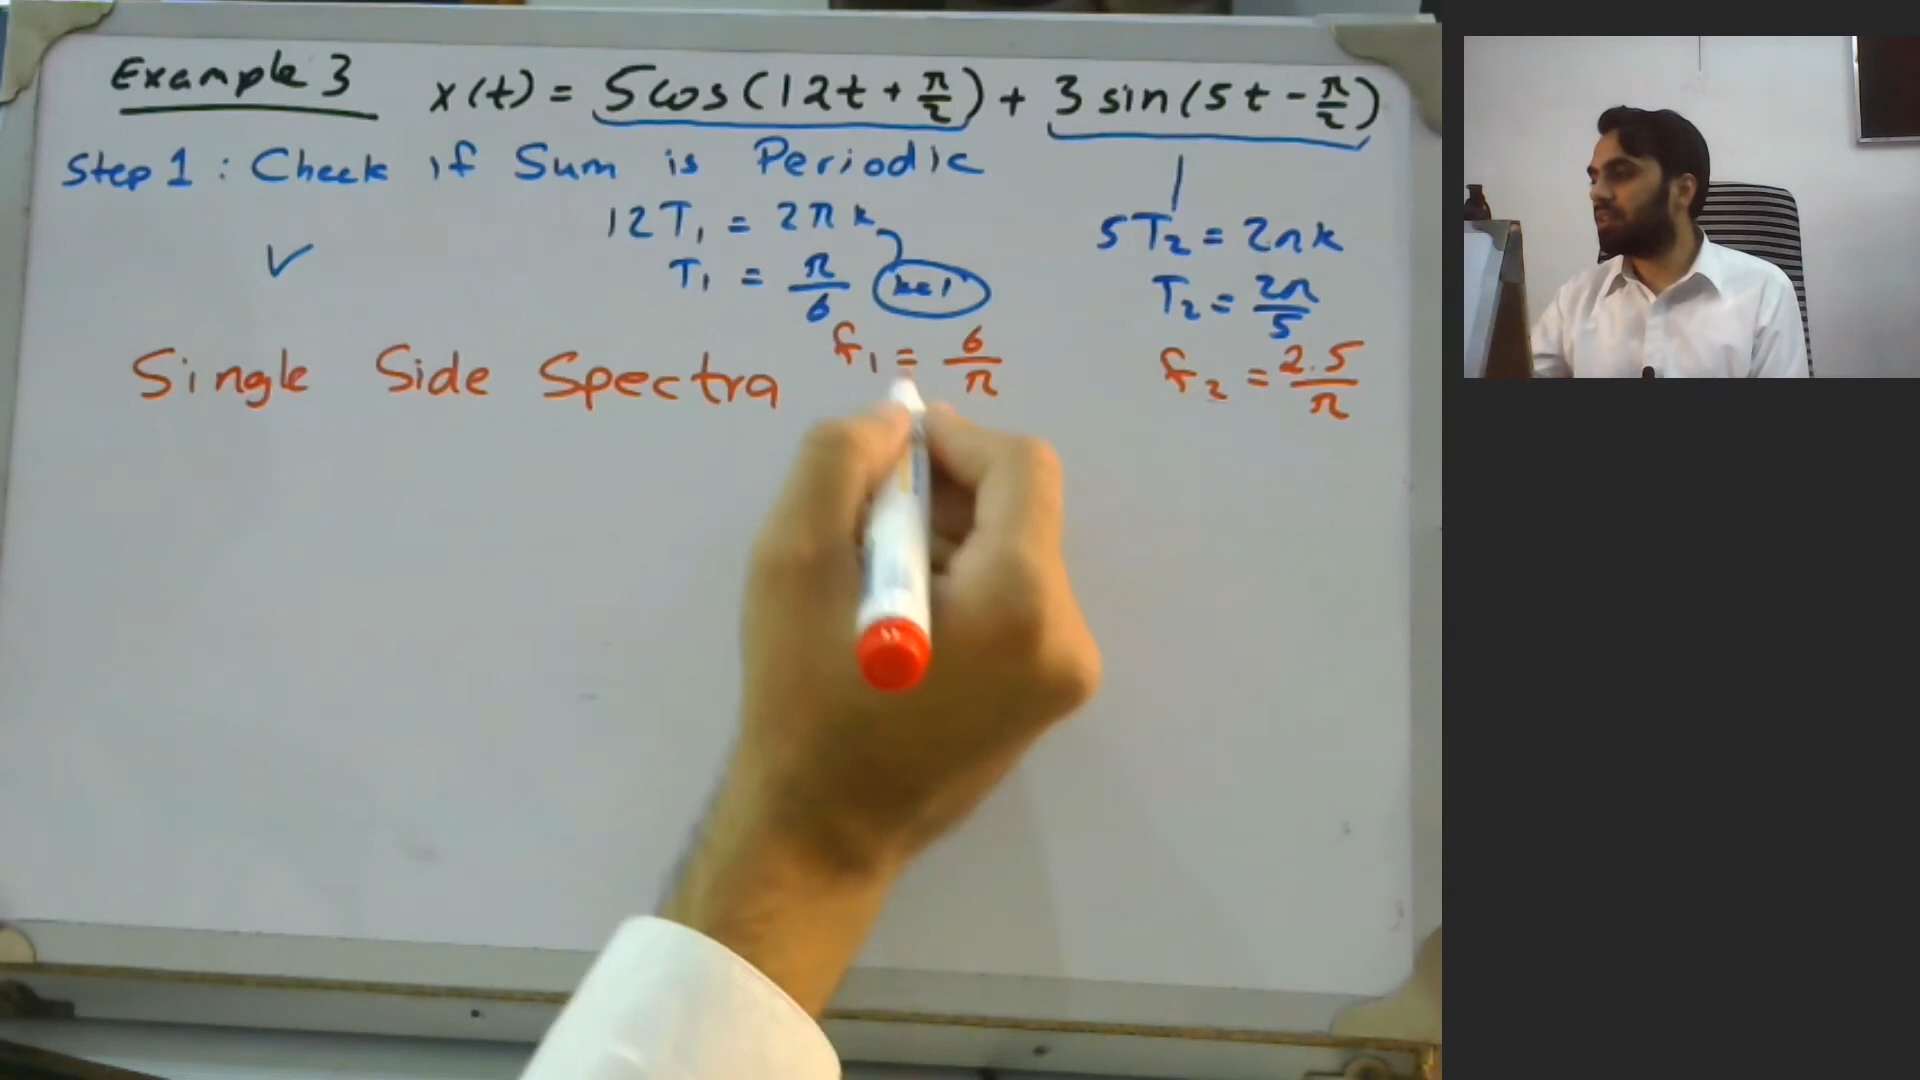 Example 3 x(t) = 5cos(12t + π/2) + 3 sin(5t - π/2)
Step 1 : Check if Sum is Periodic
12T₁ = 2πk
5T₂ = 2πk
T₁ = π/6 k=1
T₂ = 2π/5
Single Side Spectra f₁ = 6/π
f₂ = 2.5/π